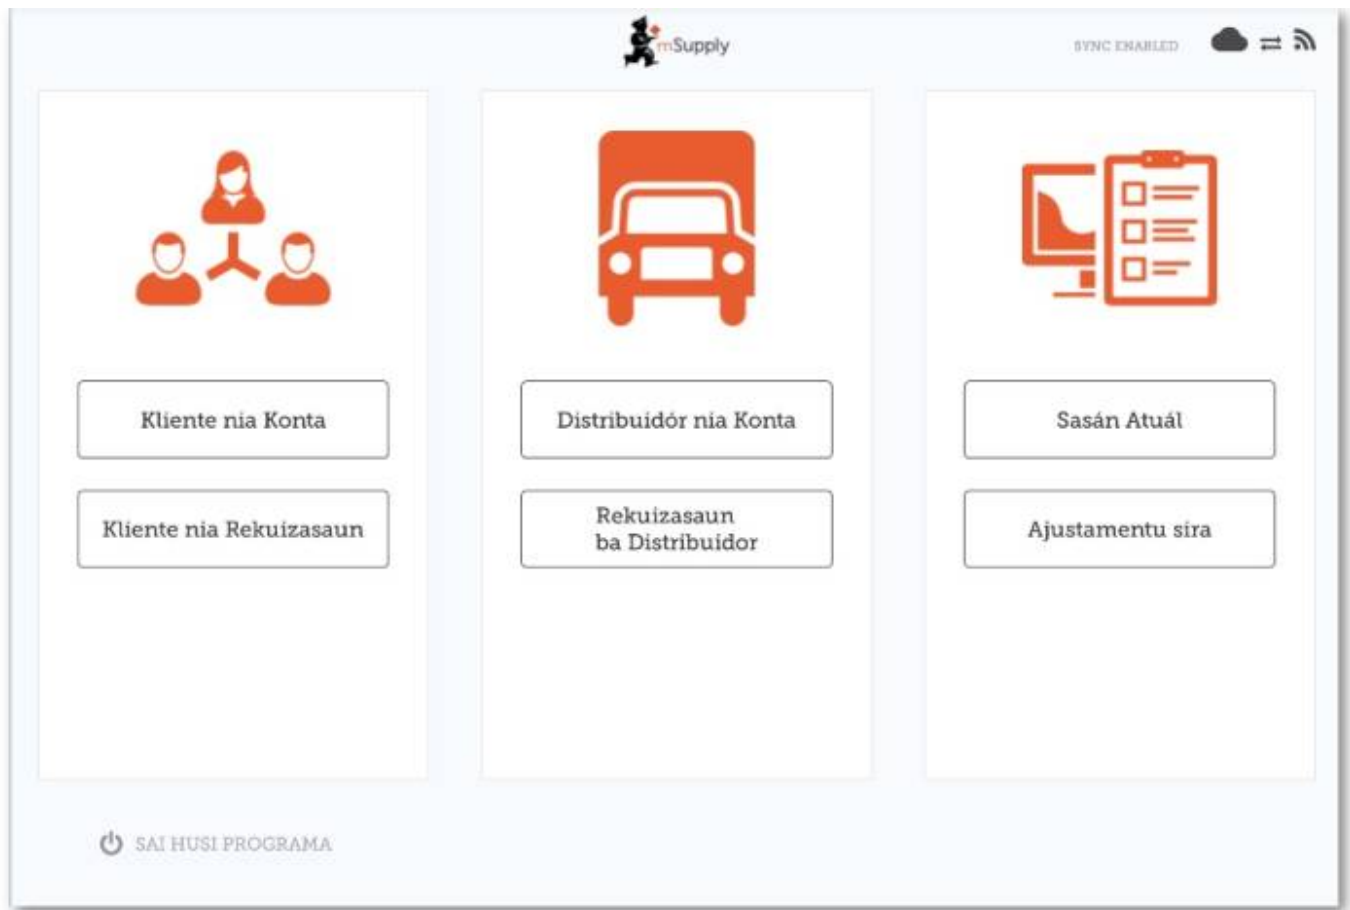 mSupply
SYNC ENABLED
Kliente nia Konta
Kliente nia Rekuizasaun
Distribuidór nia Konta
Rekuizasaun
ba Distribuidor
Sasán Atuál
Ajustamentu sira
SAI HUSI PROGRAMA